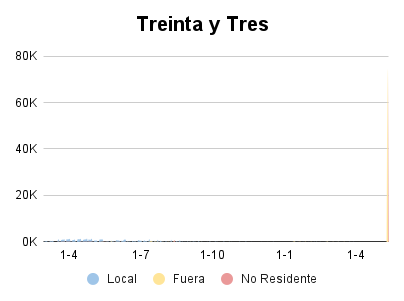 Treinta y Tres
80K
60K
40K
20K
0K
1-4 1-7 1-10 1-1 1-4
Local Fuera No Residente